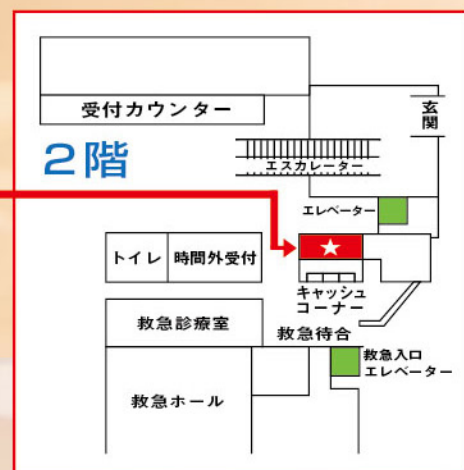 受付カウンター
玄関
2階
エスカレーター
エレベーター
トイレ
時間外受付
キャッシュ
コーナー
救急診療室
救急待合
救急入口
エレベーター
救急ホール